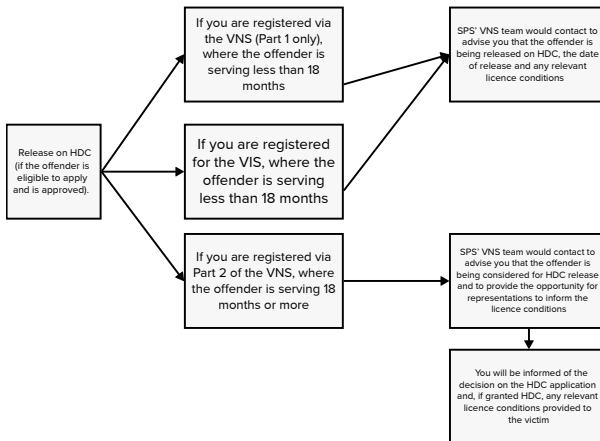 Release on HDC
(if the offender is
eligible to apply
and is approved).
If you are registered via
the VNS (Part 1 only),
where the offender is
serving less than 18
months
If you are registered
for the VIS, where the
offender is serving
less than 18 months
If you are registered via
Part 2 of the VNS, where
the offender is serving 18
months or more
SPS' VNS team would contact to
advise you that the offender is
being released on HDC, the date
of release and any relevant
licence conditions
SPS' VNS team would contact to
advise you that the offender is
being considered for HDC release
and to provide the opportunity for
representations to inform the
licence conditions
You will be informed of the
decision on the HDC application
and, if granted HDC, any relevant
licence conditions provided to
the victim